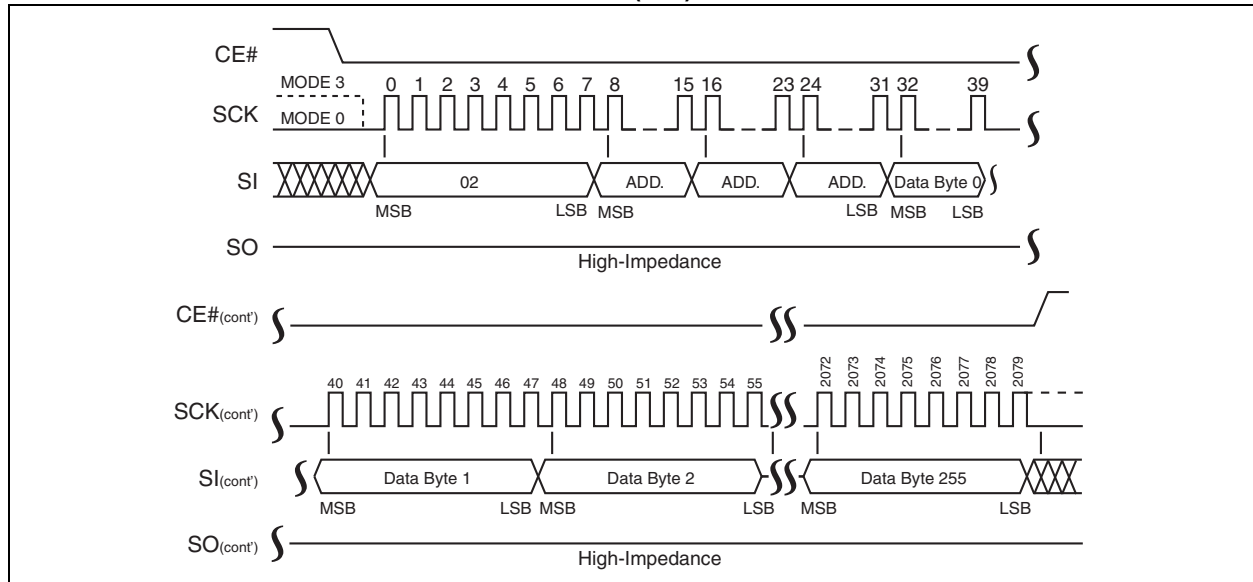 CE#
MODE 3
0 1 2 3 4 5 6 7 8 15 16 23 24 31 32 39
SCK
MODE 0
SI
02 ADD. ADD. ADD. Data Byte 0
MSB LSB MSB LSB MSB LSB
SO
High-Impedance
CE#(cont')
40 41 42 43 44 45 46 47 48 49 50 51 52 53 54 55 2072 2073 2074 2075 2076 2077 2078 2079
SCK(cont')
SI(cont')
Data Byte 1 Data Byte 2 Data Byte 255
MSB LSB MSB LSB MSB LSB
SO(cont')
High-Impedance